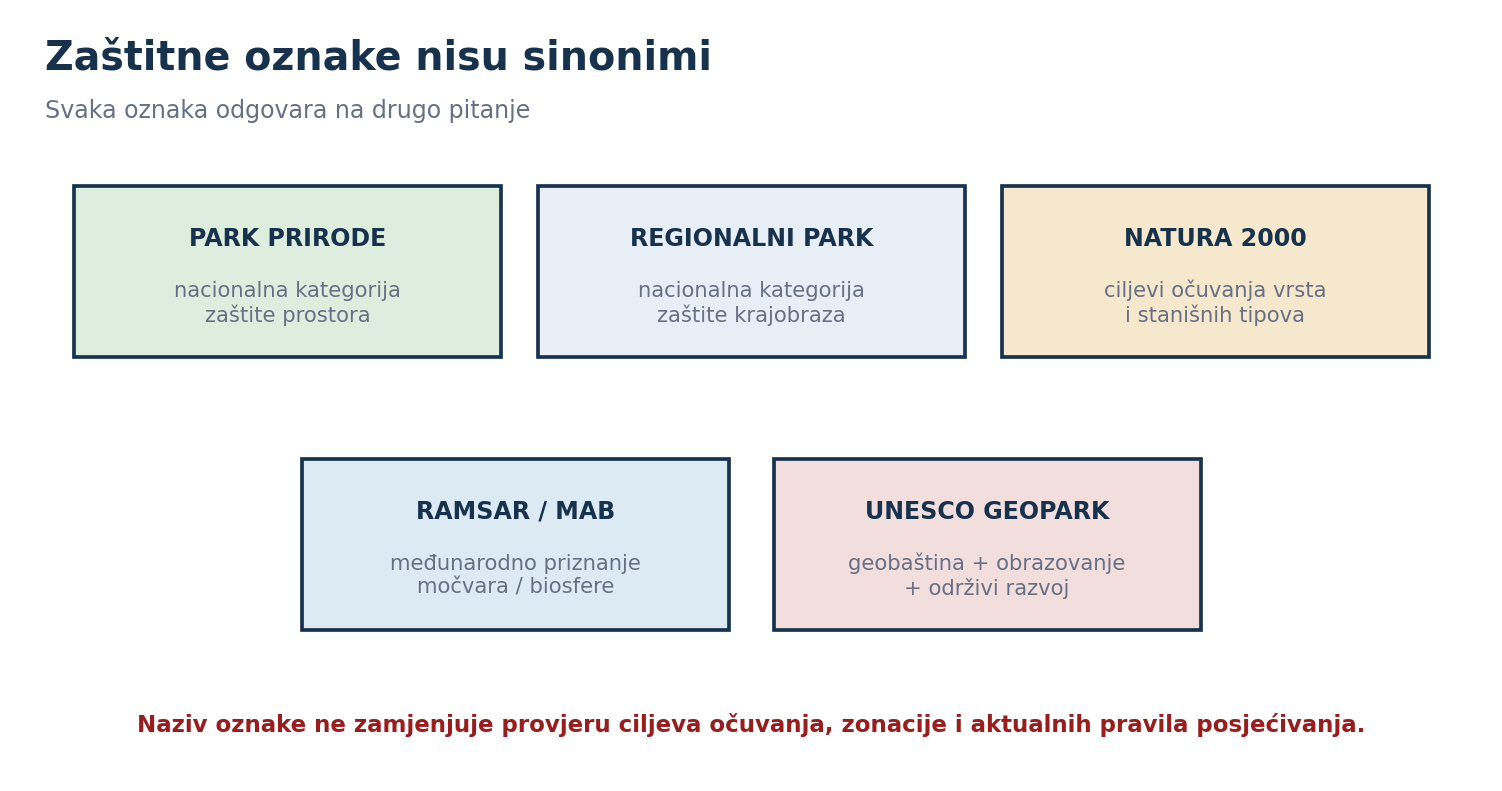 Zaštitne oznake nisu sinonimi
Svaka oznaka odgovara na drugo pitanje
PARK PRIRODE
nacionalna kategorija
zaštite prostora
REGIONALNI PARK
nacionalna kategorija
zaštite krajobraza
NATURA 2000
ciljevi očuvanja vrsta
i stanišnih tipova
RAMSAR / MAB
međunarodno priznanje
močvara / biosfere
UNESCO GEOPARK
geobaština + obrazovanje
+ održivi razvoj
Naziv oznake ne zamjenjuje provjeru ciljeva očuvanja, zonacije i aktualnih pravila posjećivanja.